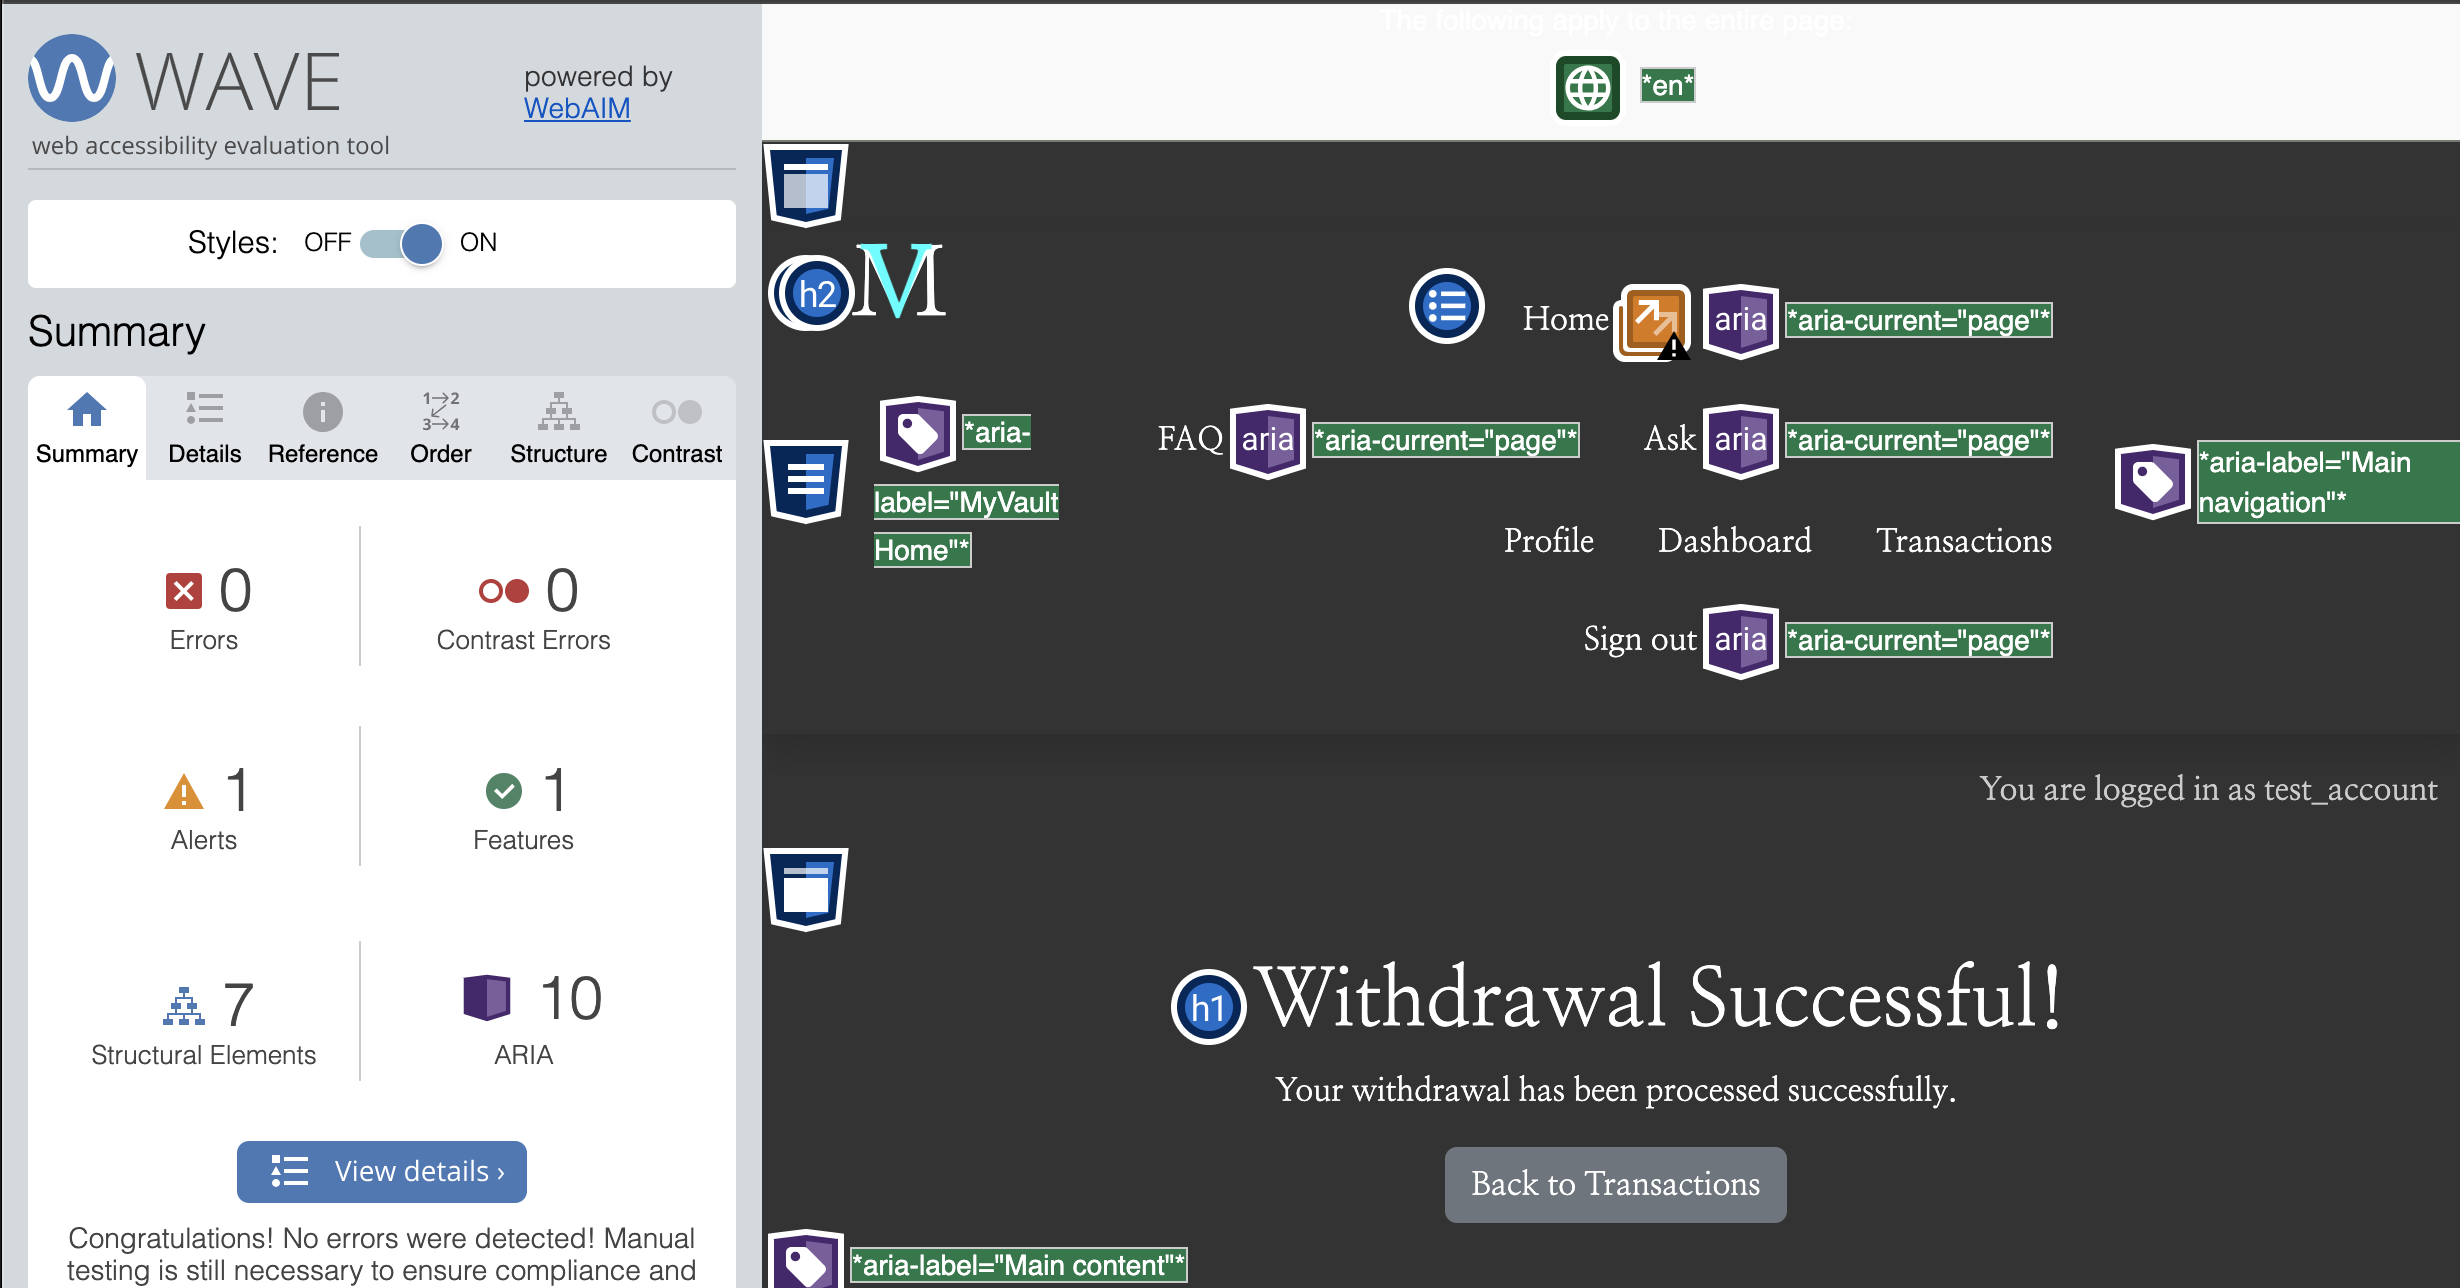 WAVE
powered by
WebAIM
web accessibility evaluation tool
Styles: OFF ON
Summary
Summary Details Reference Order Structure Contrast
0 Errors
0 Contrast Errors
1 Alerts
1 Features
7 Structural Elements
10 ARIA
View details ›
Congratulations! No errors were detected! Manual
testing is still necessary to ensure compliance and
The following apply to the entire page:
*en*
h2 MV
Home aria *aria-current="page"*
*aria-
label="MyVault
Home"*
FAQ aria *aria-current="page"*
Ask aria *aria-current="page"*
*aria-label="Main
navigation"*
Profile Dashboard Transactions
Sign out aria *aria-current="page"*
You are logged in as test_account
h1 Withdrawal Successful!
Your withdrawal has been processed successfully.
Back to Transactions
*aria-label="Main content"*